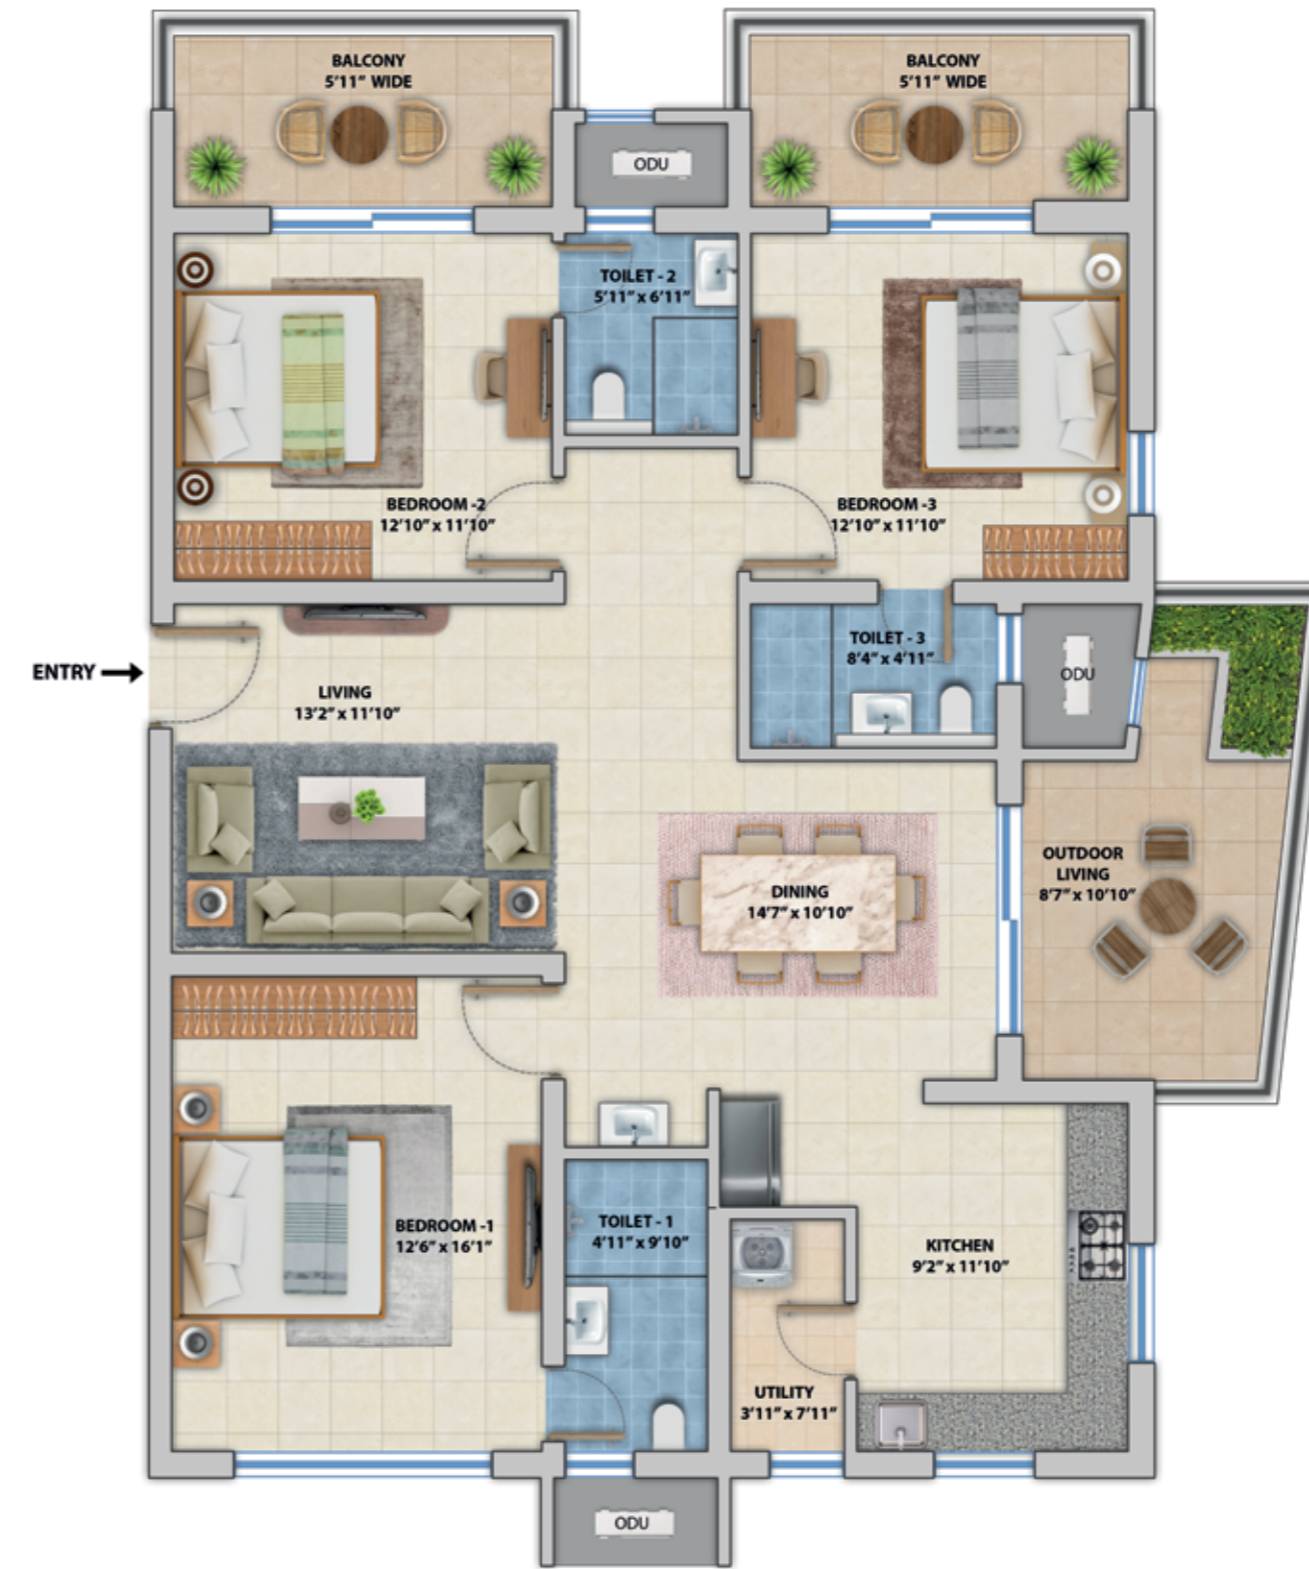 BALCONY
5'11" WIDE
BALCONY
5'11" WIDE
ODU
TOILET - 2
5'11" x 6'11"
BEDROOM -2
12'10" x 11'10"
BEDROOM -3
12'10" x 11'10"
TOILET - 3
8'4" x 4'11"
ODU
ENTRY
LIVING
13'2" x 11'10"
OUTDOOR
LIVING
8'7" x 10'10"
DINING
14'7" x 10'10"
BEDROOM -1
12'6" x 16'1"
TOILET - 1
4'11" x 9'10"
KITCHEN
9'2" x 11'10"
UTILITY
3'11" x 7'11"
ODU